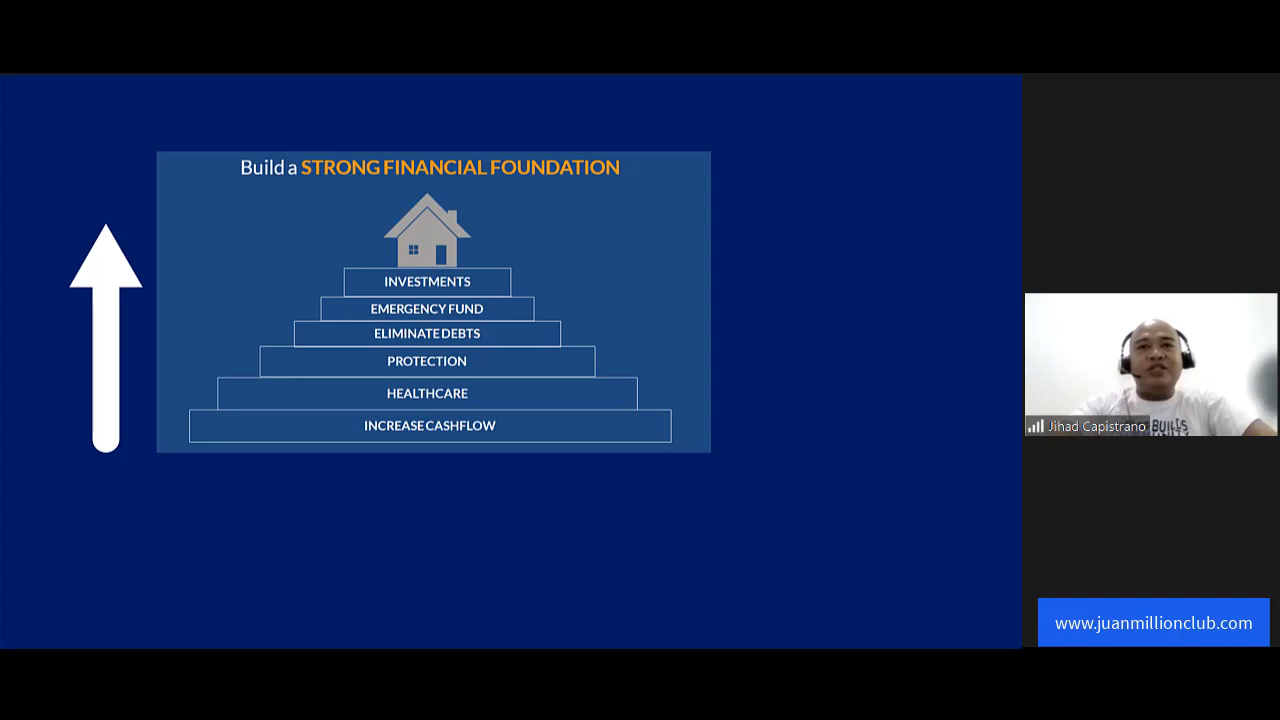 Build a STRONG FINANCIAL FOUNDATION
INVESTMENTS
EMERGENCY FUND
ELIMINATE DEBTS
PROTECTION
HEALTHCARE
INCREASE CASHFLOW
Jihad Capistrano
www.juanmillionclub.com